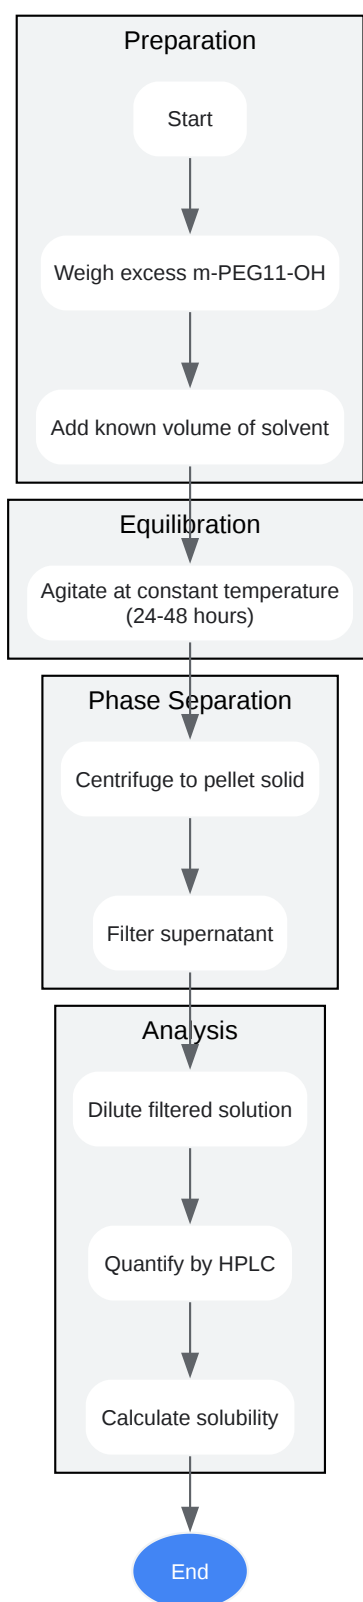 Preparation
Start
Weigh excess m-PEG11-OH
Add known volume of solvent
Equilibration
Agitate at constant temperature
(24-48 hours)
Phase Separation
Centrifuge to pellet solid
Filter supernatant
Analysis
Dilute filtered solution
Quantify by HPLC
Calculate solubility
End